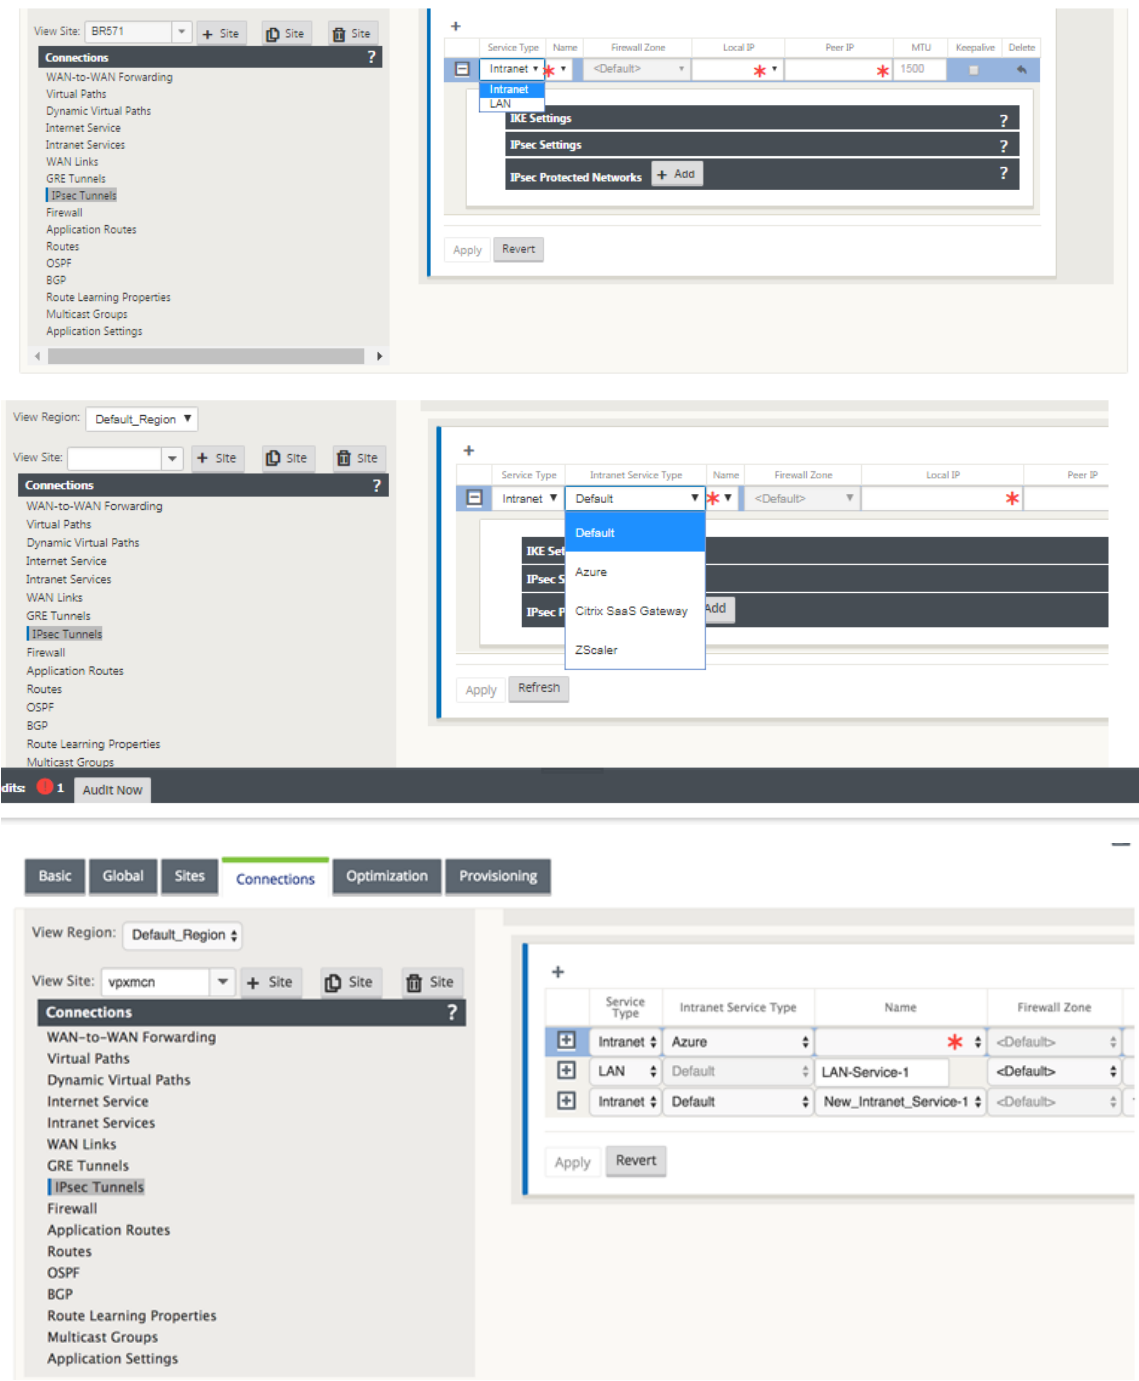 View Site: BR571 + Site Site Site
Connections ?
WAN-to-WAN Forwarding
Virtual Paths
Dynamic Virtual Paths
Internet Service
Intranet Services
WAN Links
GRE Tunnels
IPsec Tunnels
Firewall
Application Routes
Routes
OSPF
BGP
Route Learning Properties
Multicast Groups
Application Settings
+
Service Type Name Firewall Zone Local IP Peer IP MTU Keepalive Delete
Intranet <Default> 1500
Intranet
LAN
IKE Settings ?
IPsec Settings ?
IPsec Protected Networks + Add ?
Apply Revert
View Region: Default_Region
View Site: + Site Site Site
Connections ?
WAN-to-WAN Forwarding
Virtual Paths
Dynamic Virtual Paths
Internet Service
Intranet Services
WAN Links
GRE Tunnels
IPsec Tunnels
Firewall
Application Routes
Routes
OSPF
BGP
Route Learning Properties
Multicast Groups
+
Service Type Intranet Service Type Name Firewall Zone Local IP Peer IP
Intranet Default <Default>
Default
Azure
Citrix SaaS Gateway
ZScaler
IKE Set
IPsec S
IPsec P Add
Apply Refresh
dits: 1 Audit Now
Basic Global Sites Connections Optimization Provisioning
View Region: Default_Region
View Site: vpxmcn + Site Site Site
Connections ?
WAN-to-WAN Forwarding
Virtual Paths
Dynamic Virtual Paths
Internet Service
Intranet Services
WAN Links
GRE Tunnels
IPsec Tunnels
Firewall
Application Routes
Routes
OSPF
BGP
Route Learning Properties
Multicast Groups
Application Settings
+
Service Type Intranet Service Type Name Firewall Zone
Intranet Azure <Default>
LAN Default LAN-Service-1 <Default>
Intranet Default New_Intranet_Service-1 <Default>
Apply Revert